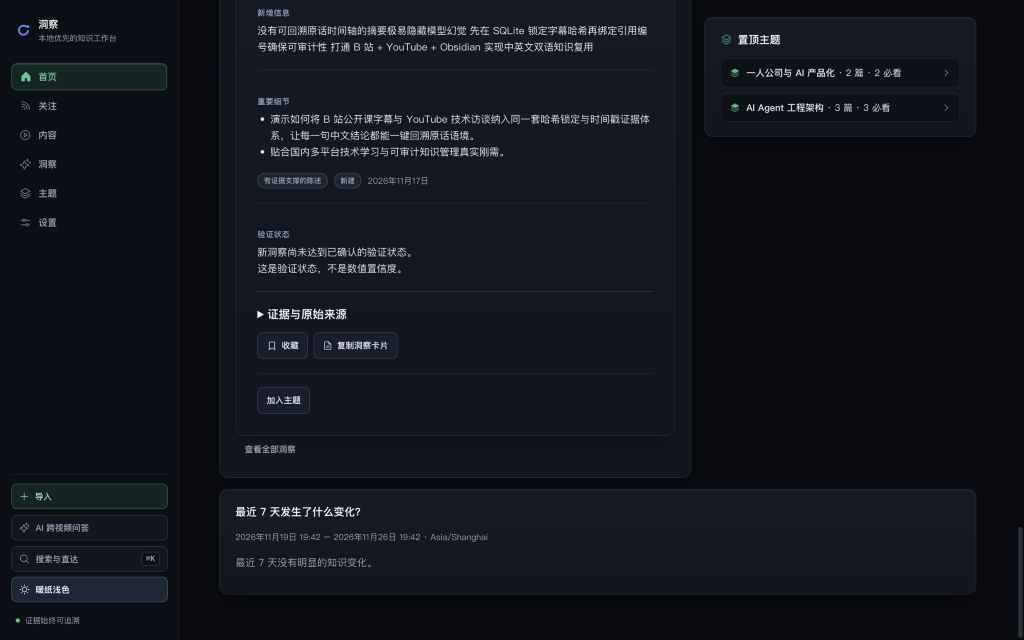 洞察
本地优先的知识工作台
首页
关注
内容
洞察
主题
设置
导入
AI 跨视频问答
搜索与直达
⌘K
暖纸浅色
证据始终可追溯
新增信息
没有可回溯原话时间轴的摘要极易隐藏模型幻觉 先在 SQLite 锁定字幕哈希再绑定引用编
号确保可审计性 打通 B 站 + YouTube + Obsidian 实现中英文双语知识复用
重要细节
• 演示如何将 B 站公开课字幕与 YouTube 技术访谈纳入同一套哈希锁定与时间戳证据体
系，让每一句中文结论都能一键回溯原话语境。
• 贴合国内多平台技术学习与可审计知识管理真实刚需。
有证据支撑的陈述
新建
2026年11月17日
验证状态
新洞察尚未达到已确认的验证状态。
这是验证状态，不是数值置信度。
▶ 证据与原始来源
收藏
复制洞察卡片
加入主题
查看全部洞察
最近 7 天发生了什么变化?
2026年11月19日 19:42 — 2026年11月26日 19:42 · Asia/Shanghai
最近 7 天没有明显的知识变化。
置顶主题
一人公司与 AI 产品化 · 2 篇 · 2 必看
AI Agent 工程架构 · 3 篇 · 3 必看